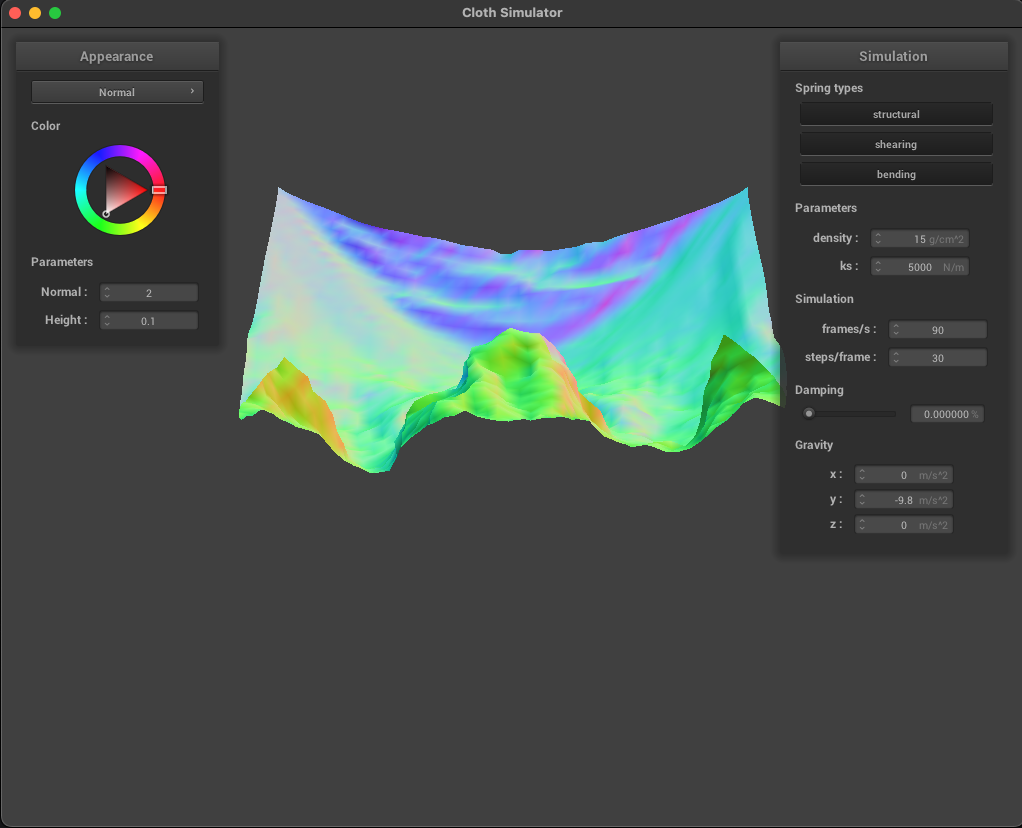 Cloth Simulator
Appearance
Normal
Color
Parameters
Normal : 2
Height : 0.1
Simulation
Spring types
structural
shearing
bending
Parameters
density : 15 g/cm^2
ks : 5000 N/m
Simulation
frames/s : 90
steps/frame : 30
Damping
0.000000 %
Gravity
x : 0 m/s^2
y : -9.8 m/s^2
z : 0 m/s^2